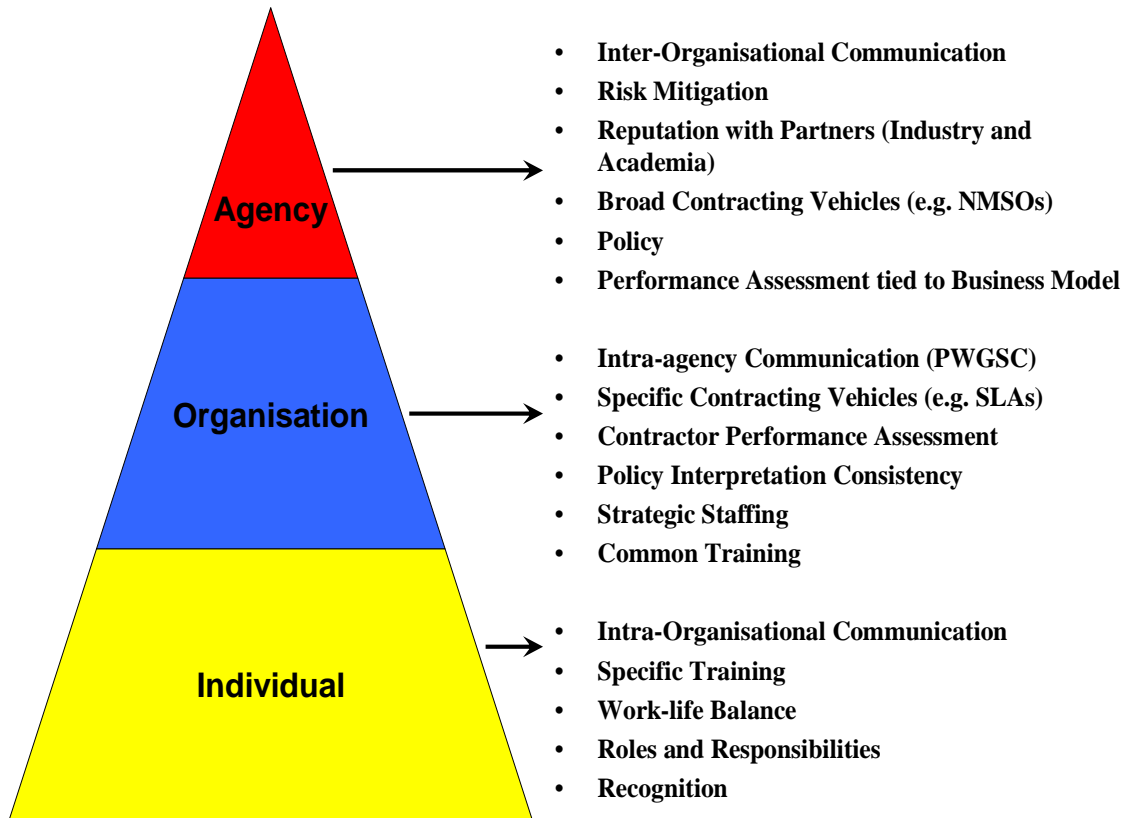 Agency
• Inter-Organisational Communication
• Risk Mitigation
• Reputation with Partners (Industry and
Academia)
• Broad Contracting Vehicles (e.g. NMSOs)
• Policy
• Performance Assessment tied to Business Model
Organisation
• Intra-agency Communication (PWGSC)
• Specific Contracting Vehicles (e.g. SLAs)
• Contractor Performance Assessment
• Policy Interpretation Consistency
• Strategic Staffing
• Common Training
Individual
• Intra-Organisational Communication
• Specific Training
• Work-life Balance
• Roles and Responsibilities
• Recognition